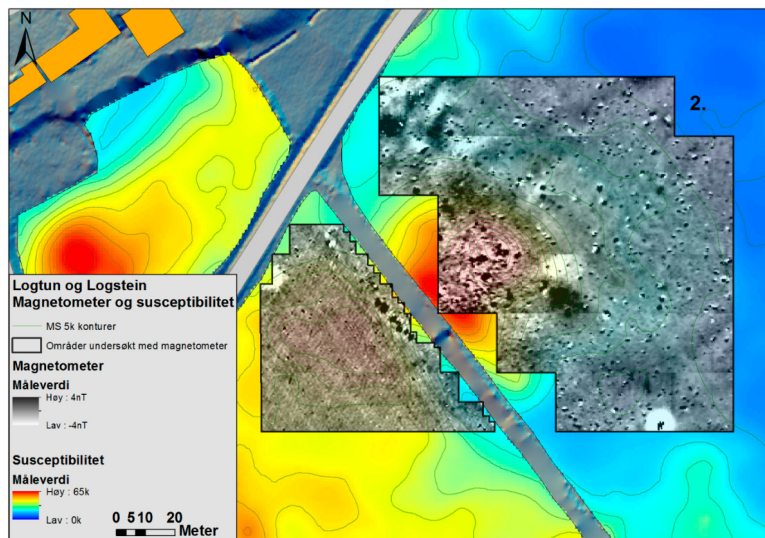 N
2.
Logtun og Logstein
Magnetometer og susceptibilitet
MS 5k konturer
Områder undersøkt med magnetometer
Magnetometer
Måleverdi
Høy : 4nT
Lav : -4nT
Susceptibilitet
Måleverdi
Høy : 65k
Lav : 0k
0 5 10 20
Meter